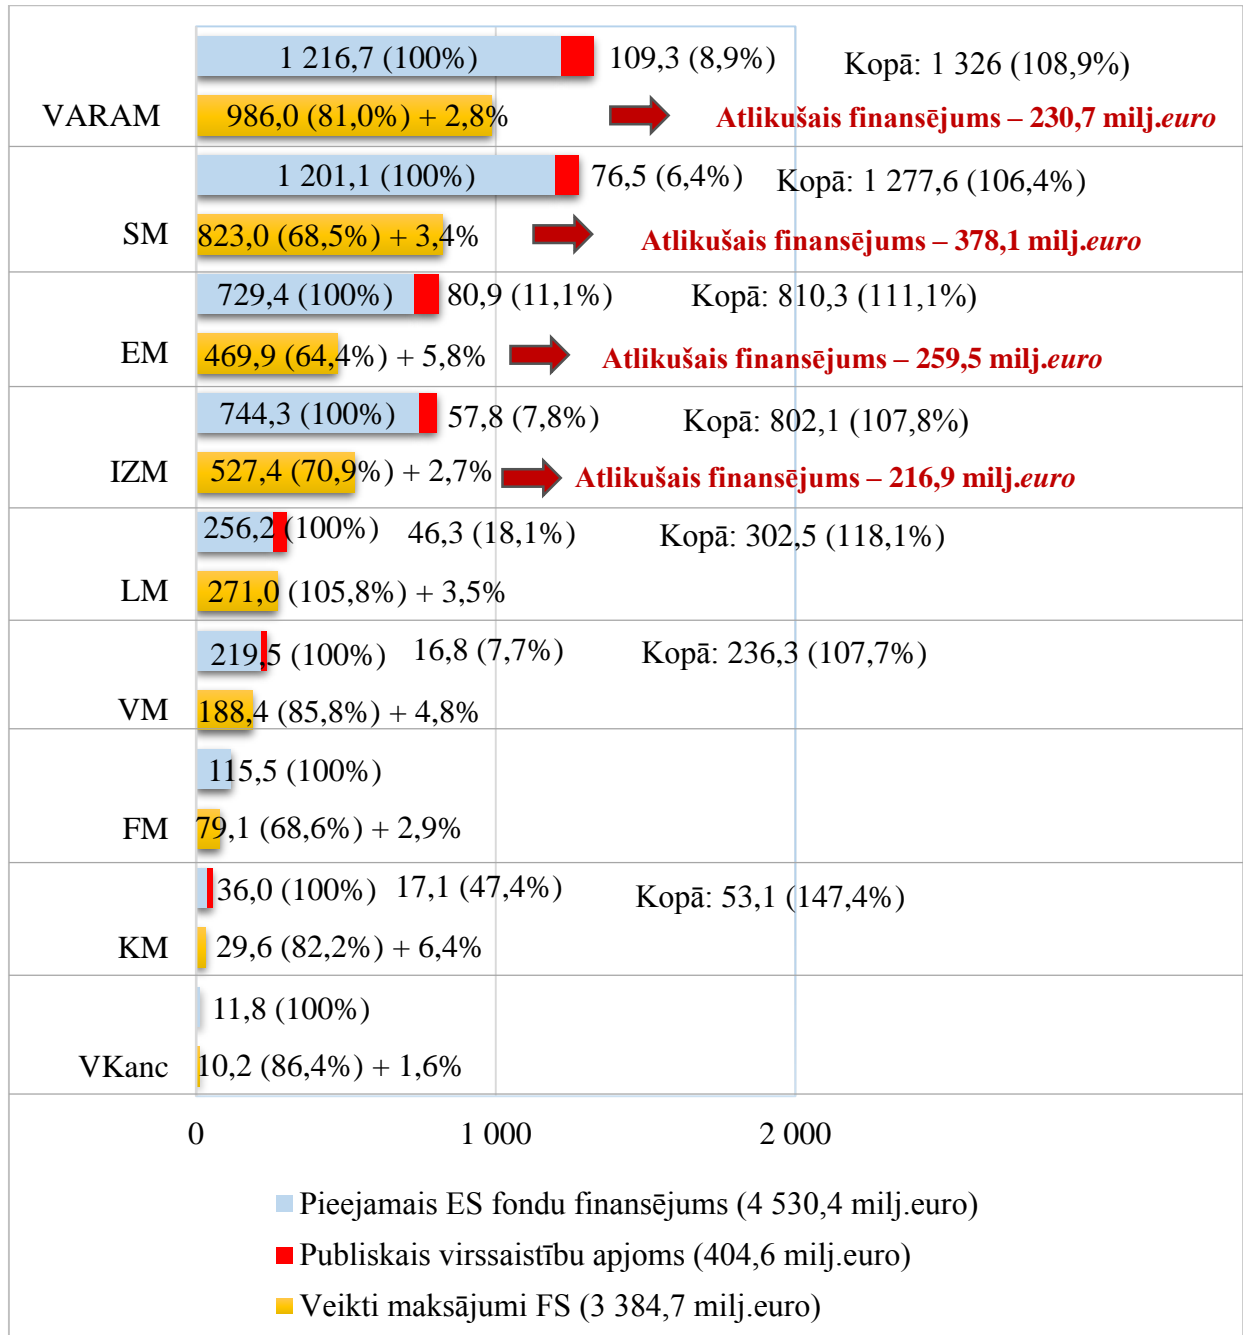 1 216,7 (100%) 109,3 (8,9%) Kopā: 1 326 (108,9%)
VARAM 986,0 (81,0%) + 2,8% Atlikušais finansējums – 230,7 milj.euro
1 201,1 (100%) 76,5 (6,4%) Kopā: 1 277,6 (106,4%)
SM 823,0 (68,5%) + 3,4% Atlikušais finansējums – 378,1 milj.euro
729,4 (100%) 80,9 (11,1%) Kopā: 810,3 (111,1%)
EM 469,9 (64,4%) + 5,8% Atlikušais finansējums – 259,5 milj.euro
744,3 (100%) 57,8 (7,8%) Kopā: 802,1 (107,8%)
IZM 527,4 (70,9%) + 2,7% Atlikušais finansējums – 216,9 milj.euro
256,2 (100%) 46,3 (18,1%) Kopā: 302,5 (118,1%)
LM 271,0 (105,8%) + 3,5%
219,5 (100%) 16,8 (7,7%) Kopā: 236,3 (107,7%)
VM 188,4 (85,8%) + 4,8%
115,5 (100%)
FM 79,1 (68,6%) + 2,9%
36,0 (100%) 17,1 (47,4%) Kopā: 53,1 (147,4%)
KM 29,6 (82,2%) + 6,4%
11,8 (100%)
VKanc 10,2 (86,4%) + 1,6%
0 1 000 2 000
Pieejamais ES fondu finansējums (4 530,4 milj.euro)
Publiskais virssaistību apjoms (404,6 milj.euro)
Veikti maksājumi FS (3 384,7 milj.euro)